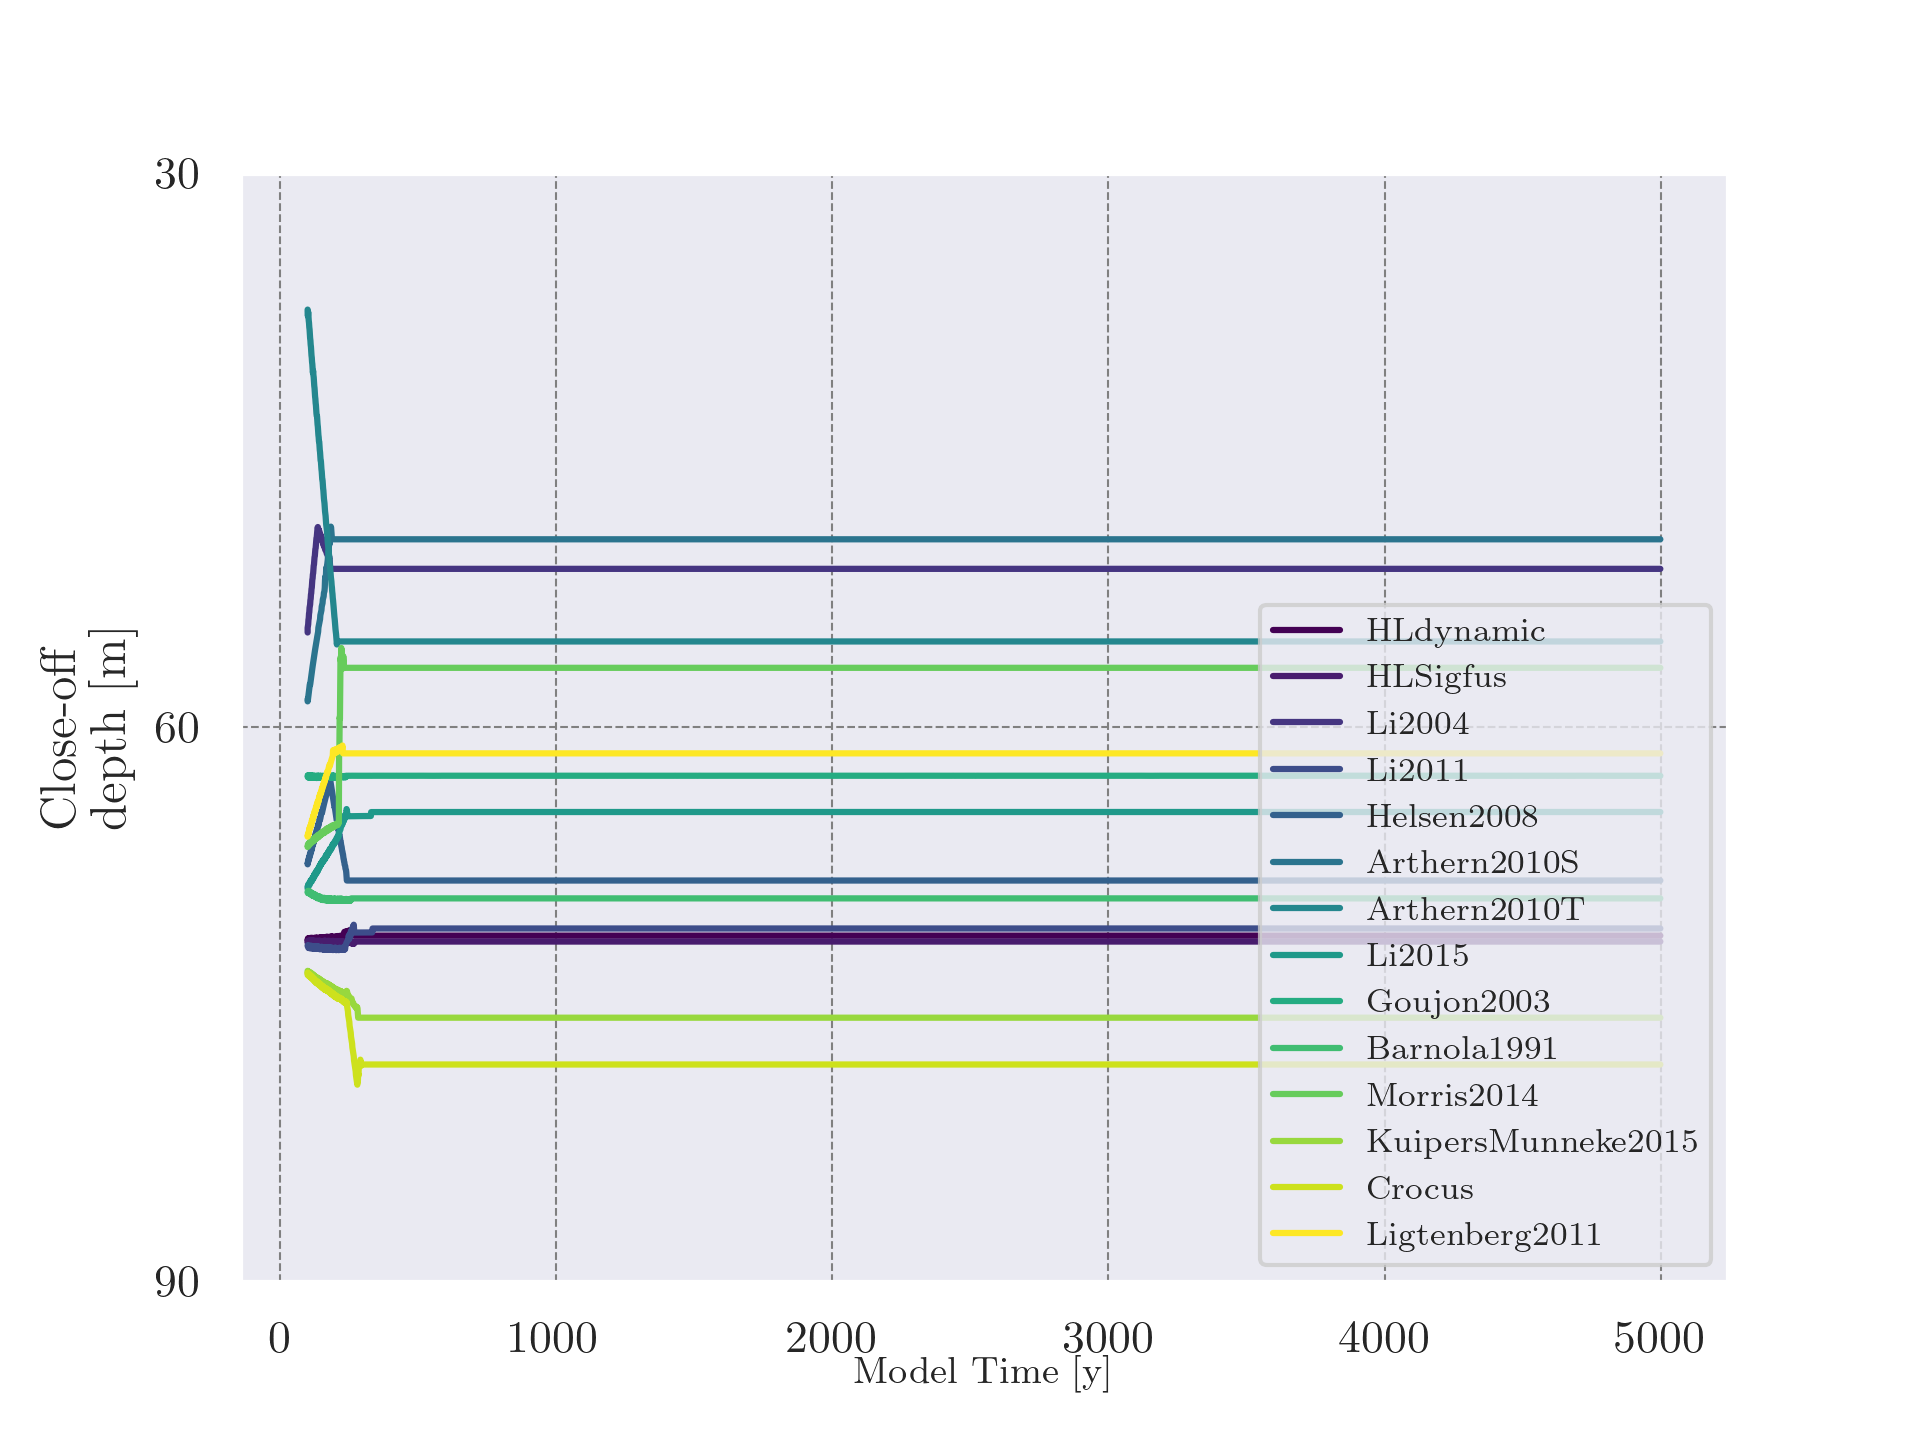 30
60
90
Close-off
depth [m]
0 1000 2000 3000 4000 5000
Model Time [y]
HLdynamic
HLSigfus
Li2004
Li2011
Helsen2008
Arthern2010S
Arthern2010T
Li2015
Goujon2003
Barnola1991
Morris2014
KuipersMunneke2015
Crocus
Ligtenberg2011